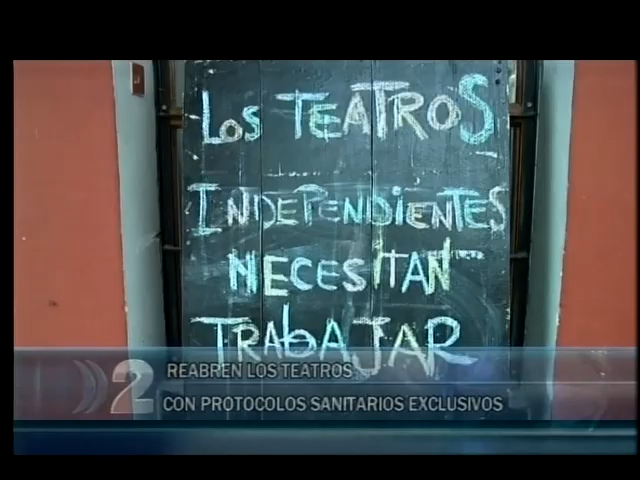 LOS TEATROS
INDEPENDIENTES
NECESITAN
TRABAJAR
2
REABREN LOS TEATROS
CON PROTOCOLOS SANITARIOS EXCLUSIVOS